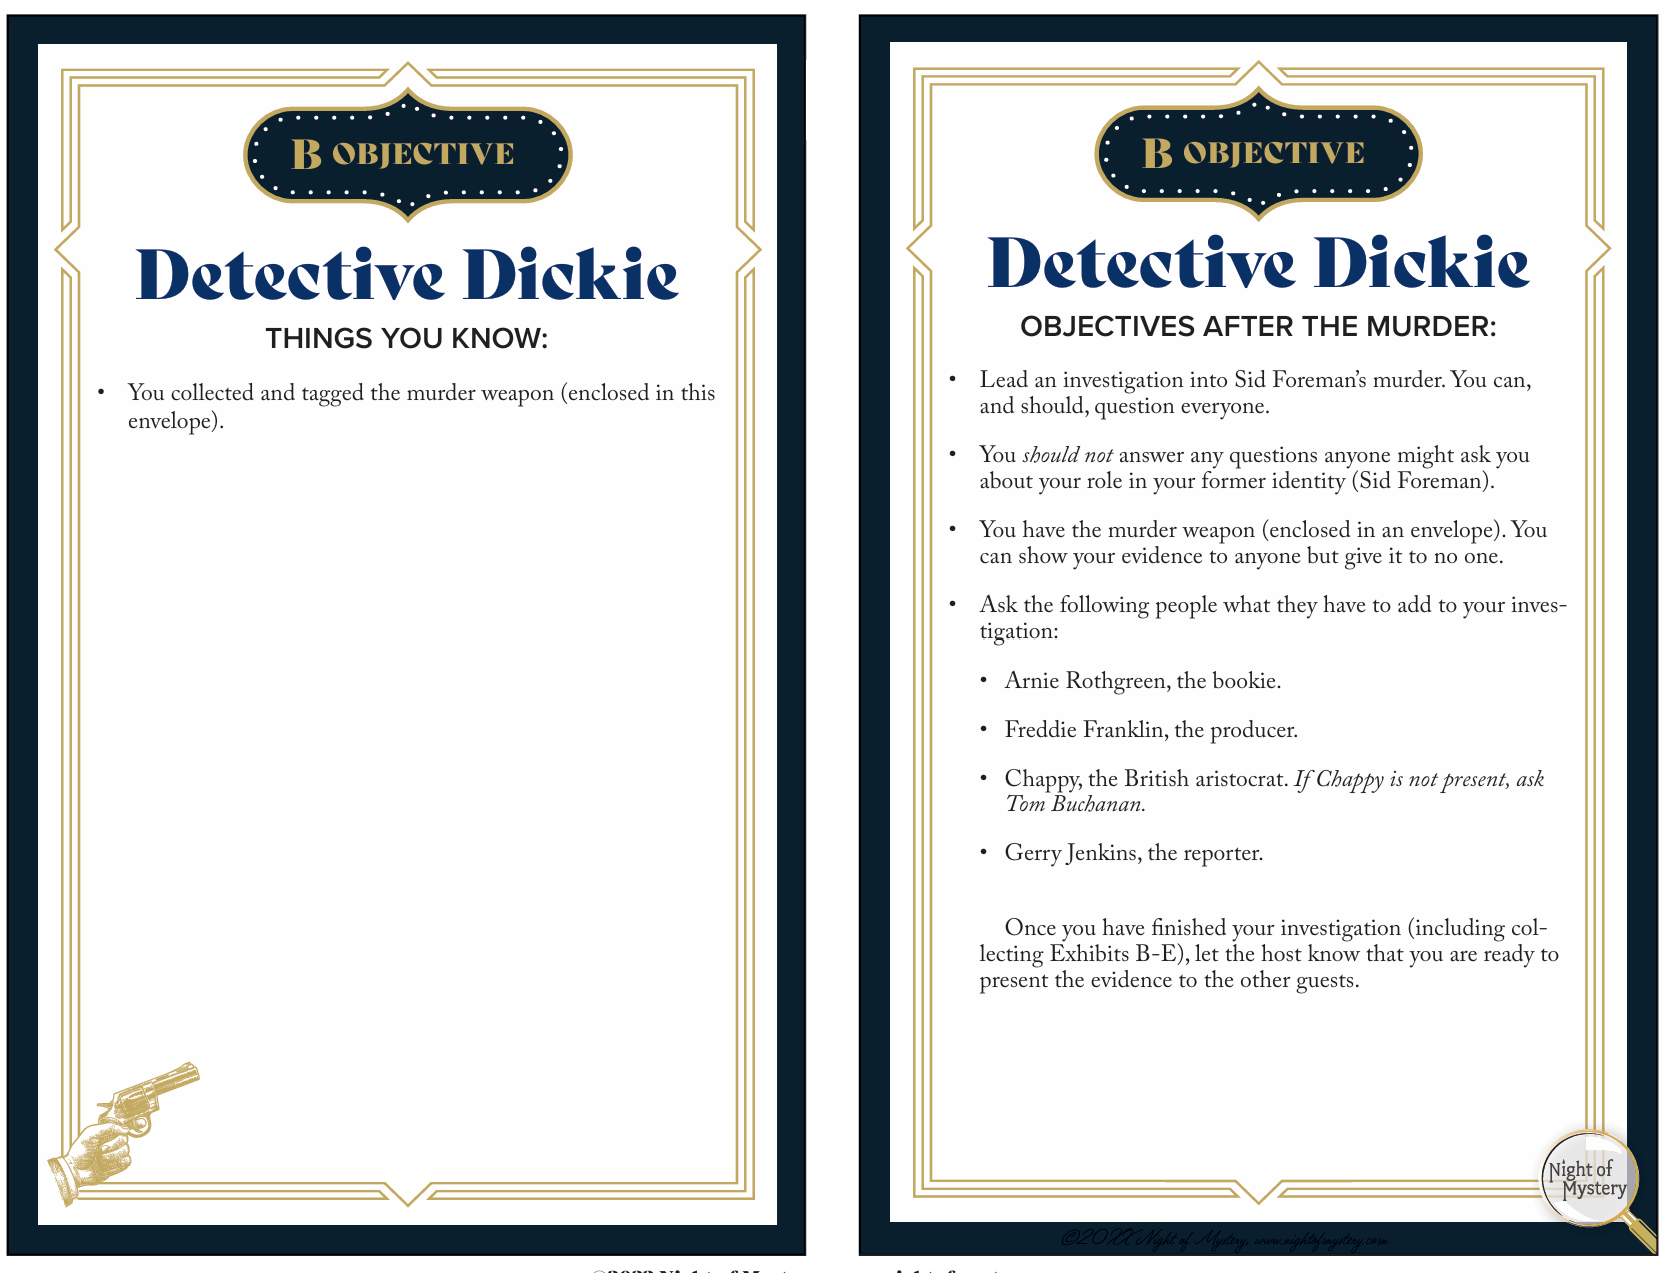 B OBJECTIVE
Detective Dickie
THINGS YOU KNOW:
• You collected and tagged the murder weapon (enclosed in this
envelope).
B OBJECTIVE
Detective Dickie
OBJECTIVES AFTER THE MURDER:
• Lead an investigation into Sid Foreman’s murder. You can,
and should, question everyone.
• You should not answer any questions anyone might ask you
about your role in your former identity (Sid Foreman).
• You have the murder weapon (enclosed in an envelope). You
can show your evidence to anyone but give it to no one.
• Ask the following people what they have to add to your inves-
tigation:
• Arnie Rothgreen, the bookie.
• Freddie Franklin, the producer.
• Chappy, the British aristocrat. If Chappy is not present, ask
Tom Buchanan.
• Gerry Jenkins, the reporter.
Once you have finished your investigation (including col-
lecting Exhibits B-E), let the host know that you are ready to
present the evidence to the other guests.
Night of
Mystery
©20XX Night of Mystery, www.nightofmystery.com